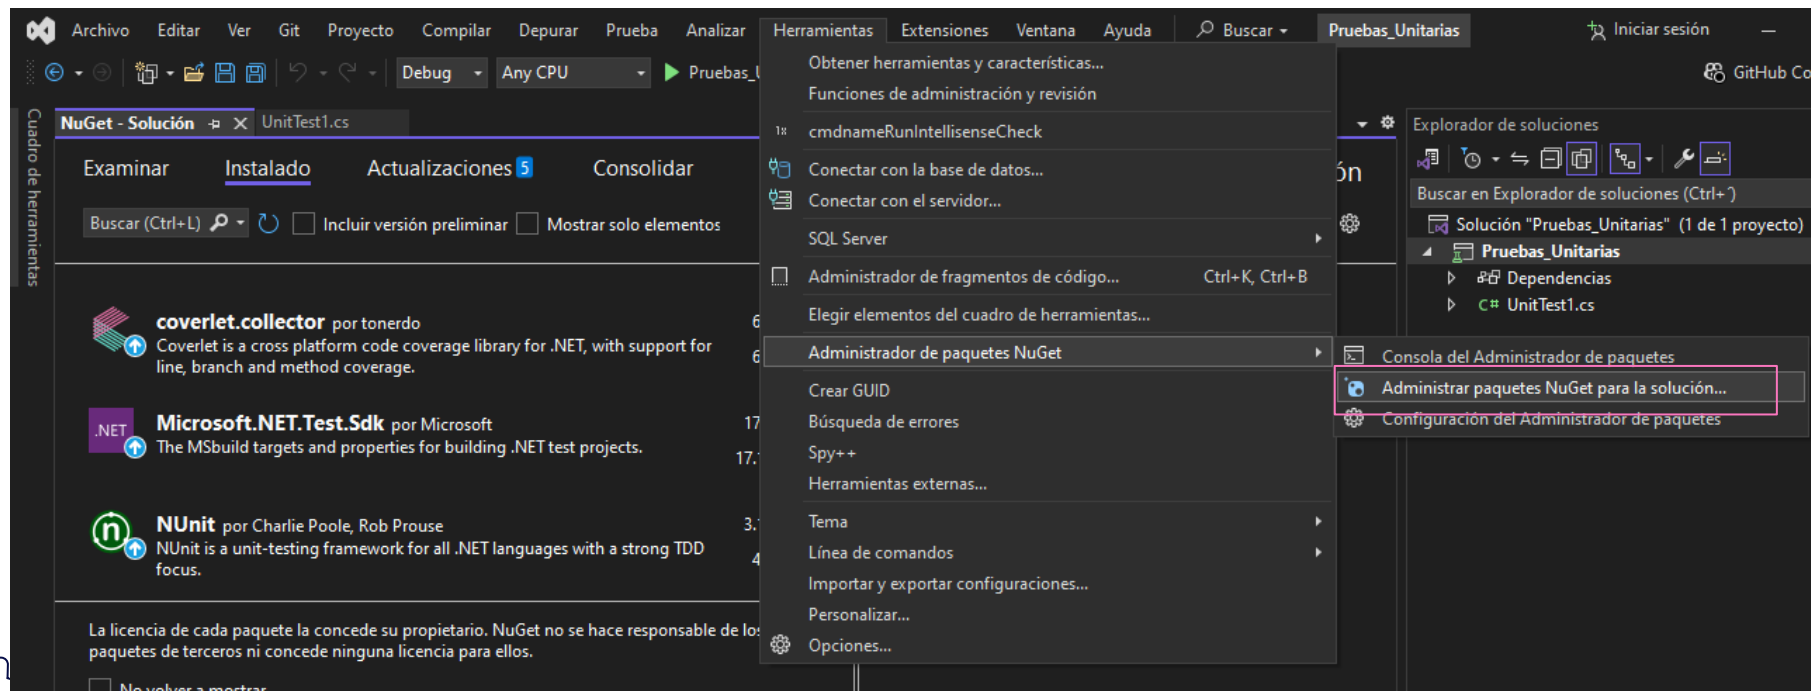 Archivo Editar Ver Git Proyecto Compilar Depurar Prueba Analizar Herramientas Extensiones Ventana Ayuda Buscar Pruebas_Unitarias Iniciar sesión
Debug Any CPU
GitHub
Cuadro de herramientas
NuGet - Solución UnitTest1.cs
Examinar Instalado Actualizaciones 5 Consolidar
Buscar (Ctrl+L) Incluir versión preliminar Mostrar solo elementos
coverlet.collector por tonerdo
Coverlet is a cross platform code coverage library for .NET, with support for
line, branch and method coverage.
.NET
Microsoft.NET.Test.Sdk por Microsoft
The MSbuild targets and properties for building .NET test projects.
n
NUnit por Charlie Poole, Rob Prouse
NUnit is a unit-testing framework for all .NET languages with a strong TDD
focus.
La licencia de cada paquete la concede su propietario. NuGet no se hace responsable de
paquetes de terceros ni concede ninguna licencia para ellos.
No volver a mostrar
Obtener herramientas y características...
Funciones de administración y revisión
cmdnameRunIntellisenseCheck
Conectar con la base de datos...
Conectar con el servidor...
SQL Server
Administrador de fragmentos de código... Ctrl+K, Ctrl+B
Elegir elementos del cuadro de herramientas...
Administrador de paquetes NuGet
Crear GUID
Búsqueda de errores
Spy++
Herramientas externas...
Tema
Línea de comandos
Importar y exportar configuraciones...
Personalizar...
Opciones...
Consola del Administrador de paquetes
Administrar paquetes NuGet para la solución...
Configuración del Administrador de paquetes
Explorador de soluciones
Buscar en Explorador de soluciones (Ctrl+´)
Solución "Pruebas_Unitarias" (1 de 1 proyecto)
Pruebas_Unitarias
Dependencias
C# UnitTest1.cs